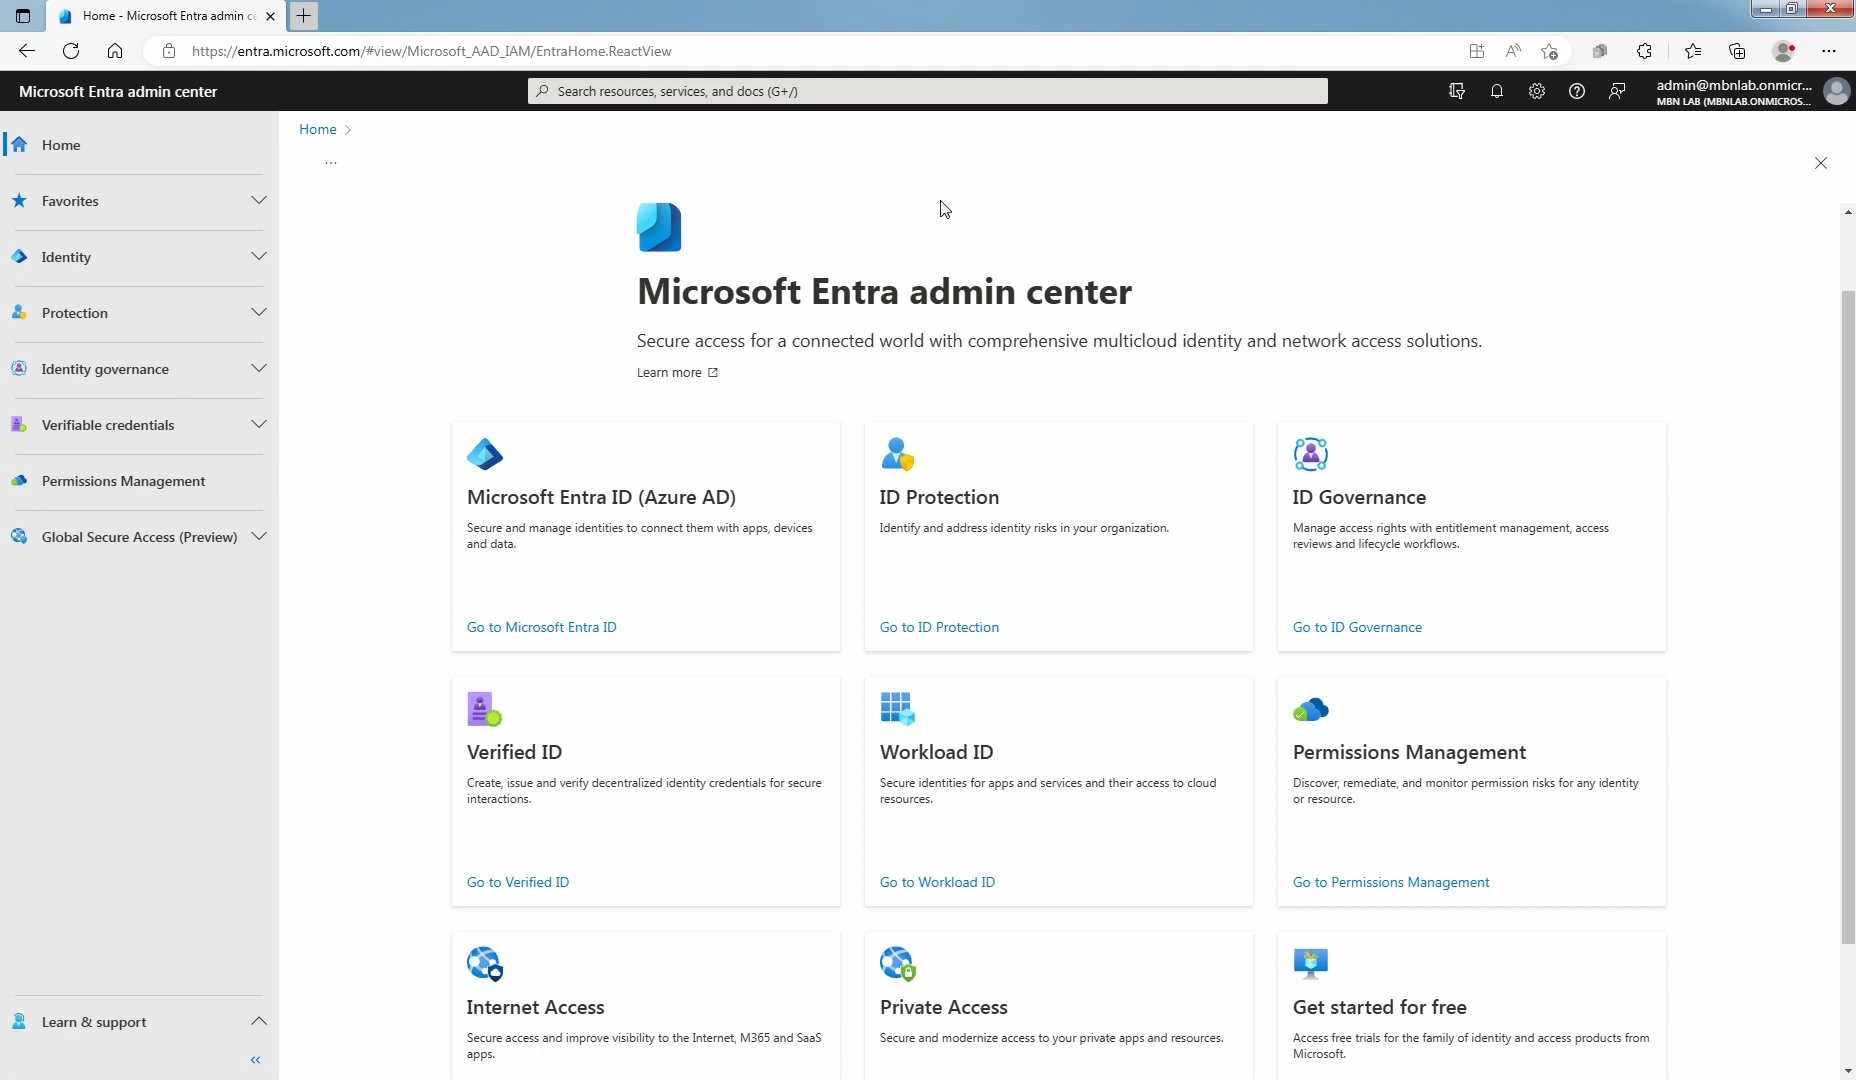 Home - Microsoft Entra admin ce
https://entra.microsoft.com/#view/Microsoft_AAD_IAM/EntraHome.ReactView
Microsoft Entra admin center
Search resources, services, and docs (G+/)
admin@mbnlab.onmicr...
MBN LAB (MBNLAB.ONMICROS...
Home
Favorites
Identity
Protection
Identity governance
Verifiable credentials
Permissions Management
Global Secure Access (Preview)
Learn & support
Home >
...
Microsoft Entra admin center
Secure access for a connected world with comprehensive multicloud identity and network access solutions.
Learn more
Microsoft Entra ID (Azure AD)
Secure and manage identities to connect them with apps, devices
and data.
Go to Microsoft Entra ID
ID Protection
Identify and address identity risks in your organization.
Go to ID Protection
ID Governance
Manage access rights with entitlement management, access
reviews and lifecycle workflows.
Go to ID Governance
Verified ID
Create, issue and verify decentralized identity credentials for secure
interactions.
Go to Verified ID
Workload ID
Secure identities for apps and services and their access to cloud
resources.
Go to Workload ID
Permissions Management
Discover, remediate, and monitor permission risks for any identity
or resource.
Go to Permissions Management
Internet Access
Secure access and improve visibility to the Internet, M365 and SaaS
apps.
Private Access
Secure and modernize access to your private apps and resources.
Get started for free
Access free trials for the family of identity and access products from
Microsoft.